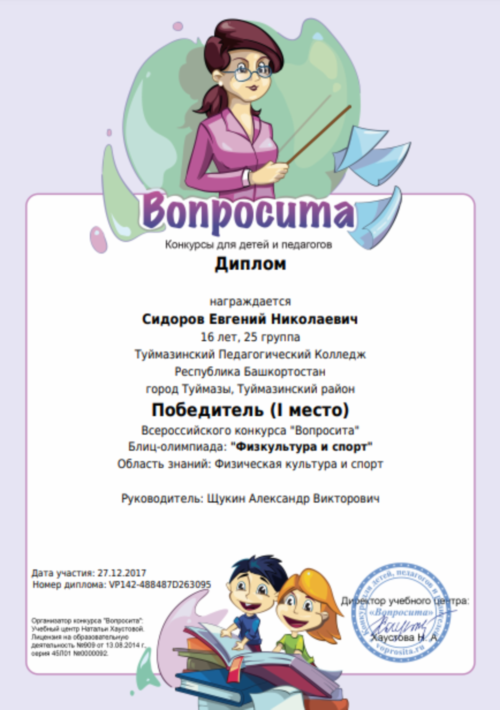 Вопросита
Конкурсы для детей и педагогов
Диплом
награждается
Сидоров Евгений Николаевич
16 лет, 25 группа
Туймазинский Педагогический Колледж
Республика Башкортостан
город Туймазы, Туймазинский район
Победитель (I место)
Всероссийского конкурса "Вопросита"
Блиц-олимпиада: "Физкультура и спорт"
Область знаний: Физическая культура и спорт
Руководитель: Щукин Александр Викторович
Дата участия: 27.12.2017
Номер диплома: VP142-488487D263095
Организатор конкурса "Вопросита":
Учебный центр Натальи Хаустовой.
Лицензия на образовательную
деятельность №909 от 13.08.2014 г.,
серия 45Л01 №0000092.
Директор учебного центра:
«Вопросита»
Хаустова Н. А.
voprosita.ru